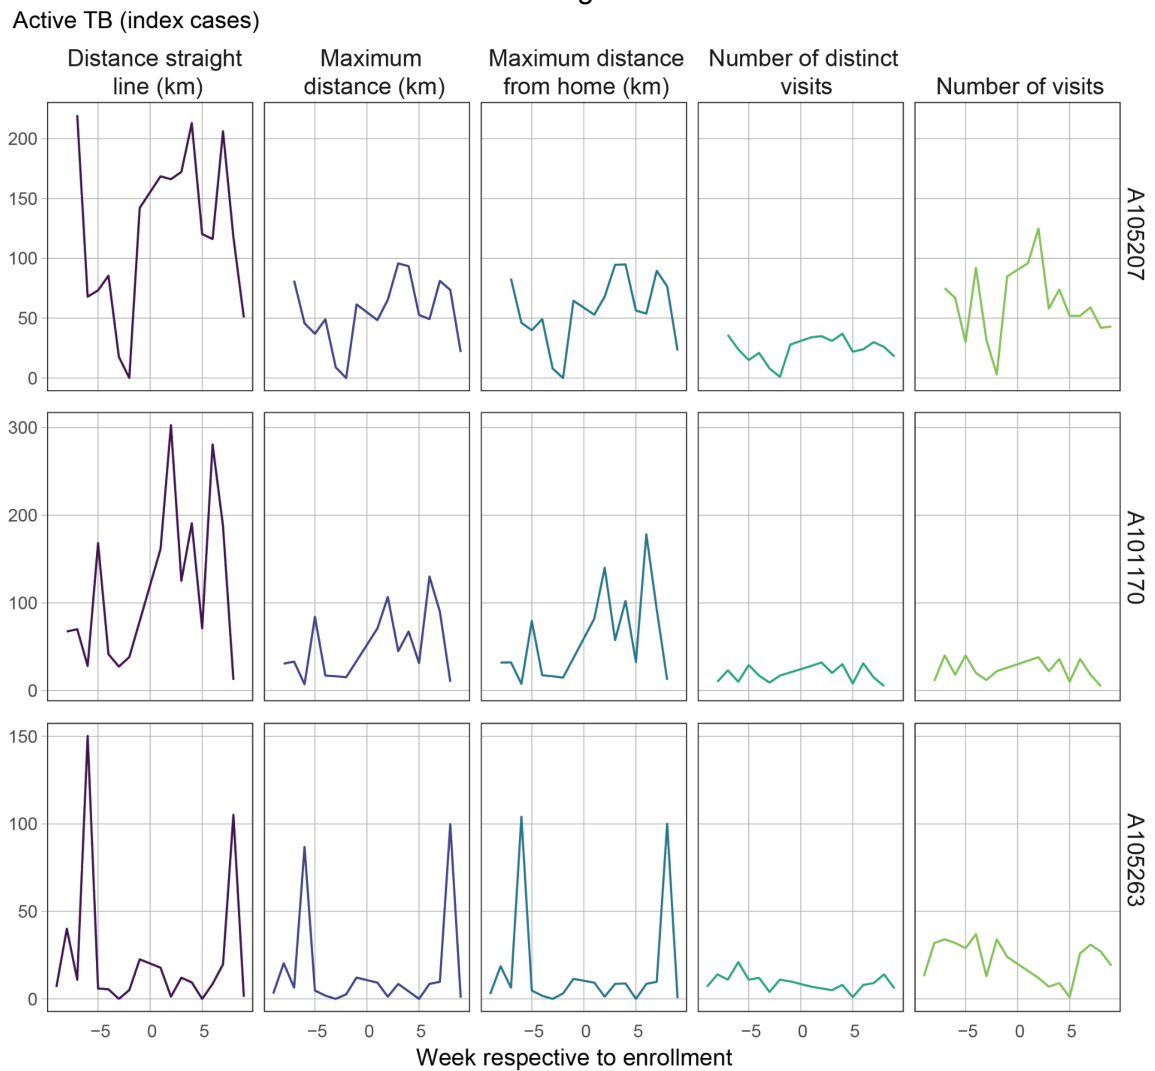 Active TB (index cases)
Distance straight
line (km)
Maximum
distance (km)
Maximum distance
from home (km)
Number of distinct
visits
Number of visits
200
150
100
50
0
A105207
300
200
100
0
A101170
150
100
50
0
A105263
−5 0 5
−5 0 5
−5 0 5
−5 0 5
−5 0 5
Week respective to enrollment